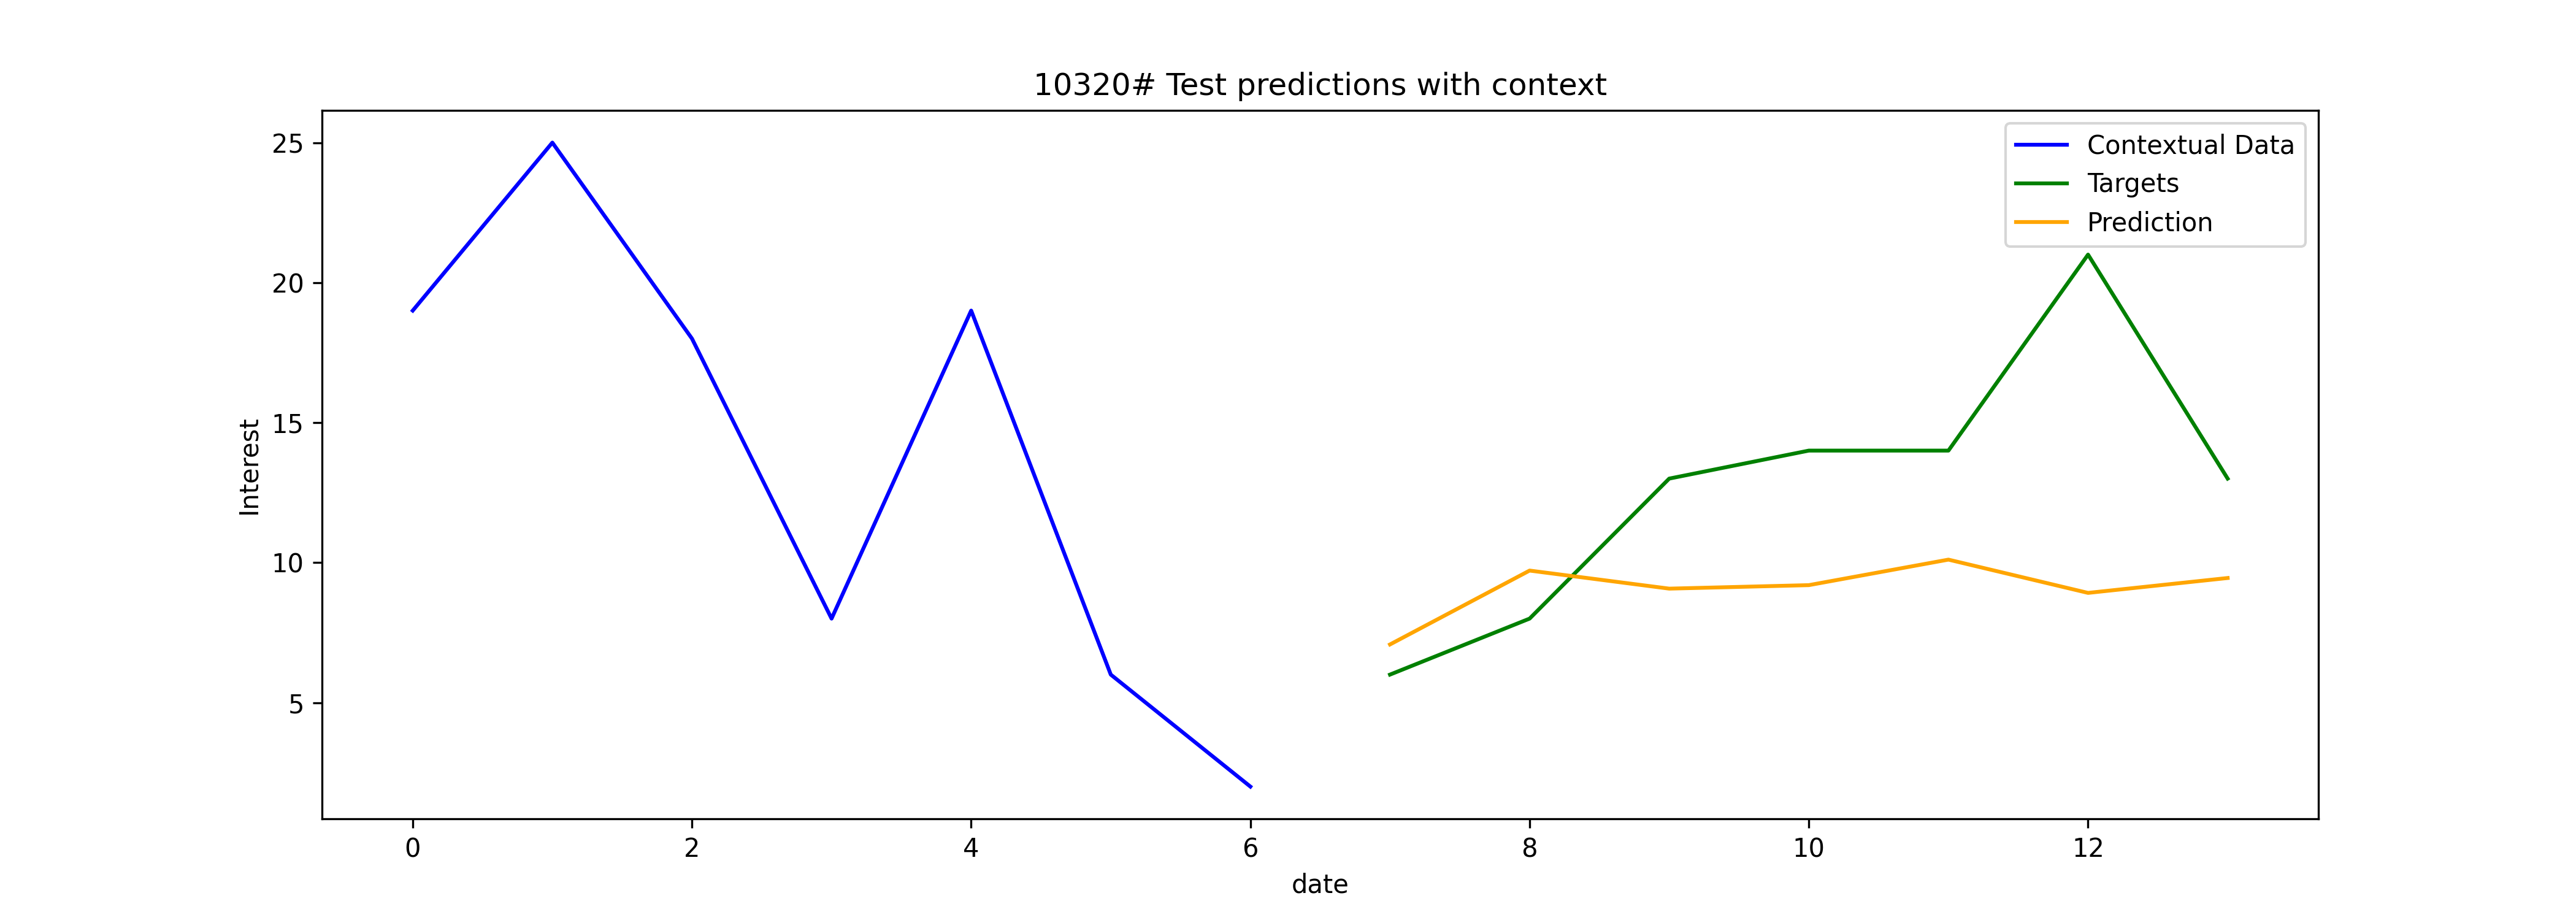 10320# Test predictions with context
Contextual Data
Targets
Prediction
25
20
15
10
5
Interest
0 2 4 6 8 10 12
date